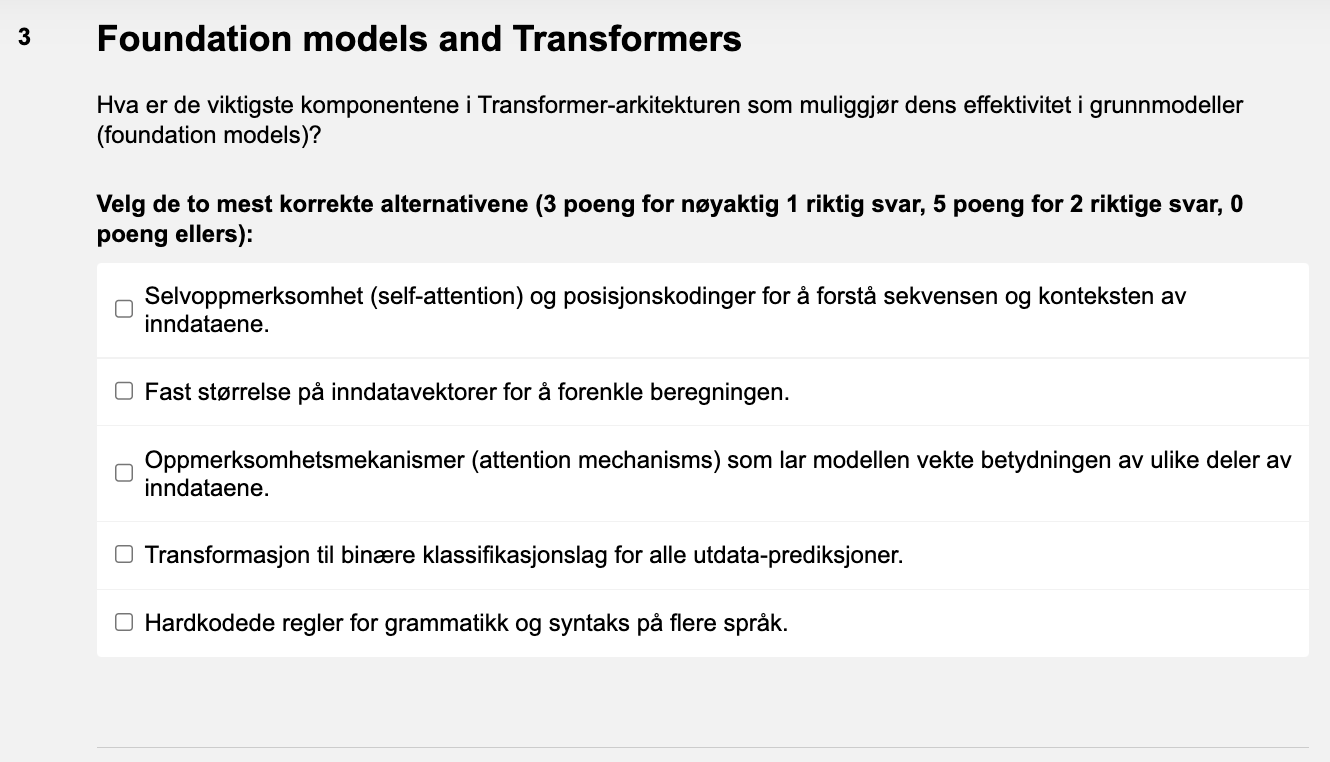 3
Foundation models and Transformers
Hva er de viktigste komponentene i Transformer-arkitekturen som muliggjør dens effektivitet i grunnmodeller
(foundation models)?
Velg de to mest korrekte alternativene (3 poeng for nøyaktig 1 riktig svar, 5 poeng for 2 riktige svar, 0
poeng ellers):
Selvoppmerksomhet (self-attention) og posisjonskodinger for å forstå sekvensen og konteksten av
inndataene.
Fast størrelse på inndatavektorer for å forenkle beregningen.
Oppmerksomhetsmekanismer (attention mechanisms) som lar modellen vekte betydningen av ulike deler av
inndataene.
Transformasjon til binære klassifikasjonslag for alle utdata-prediksjoner.
Hardkodede regler for grammatikk og syntaks på flere språk.